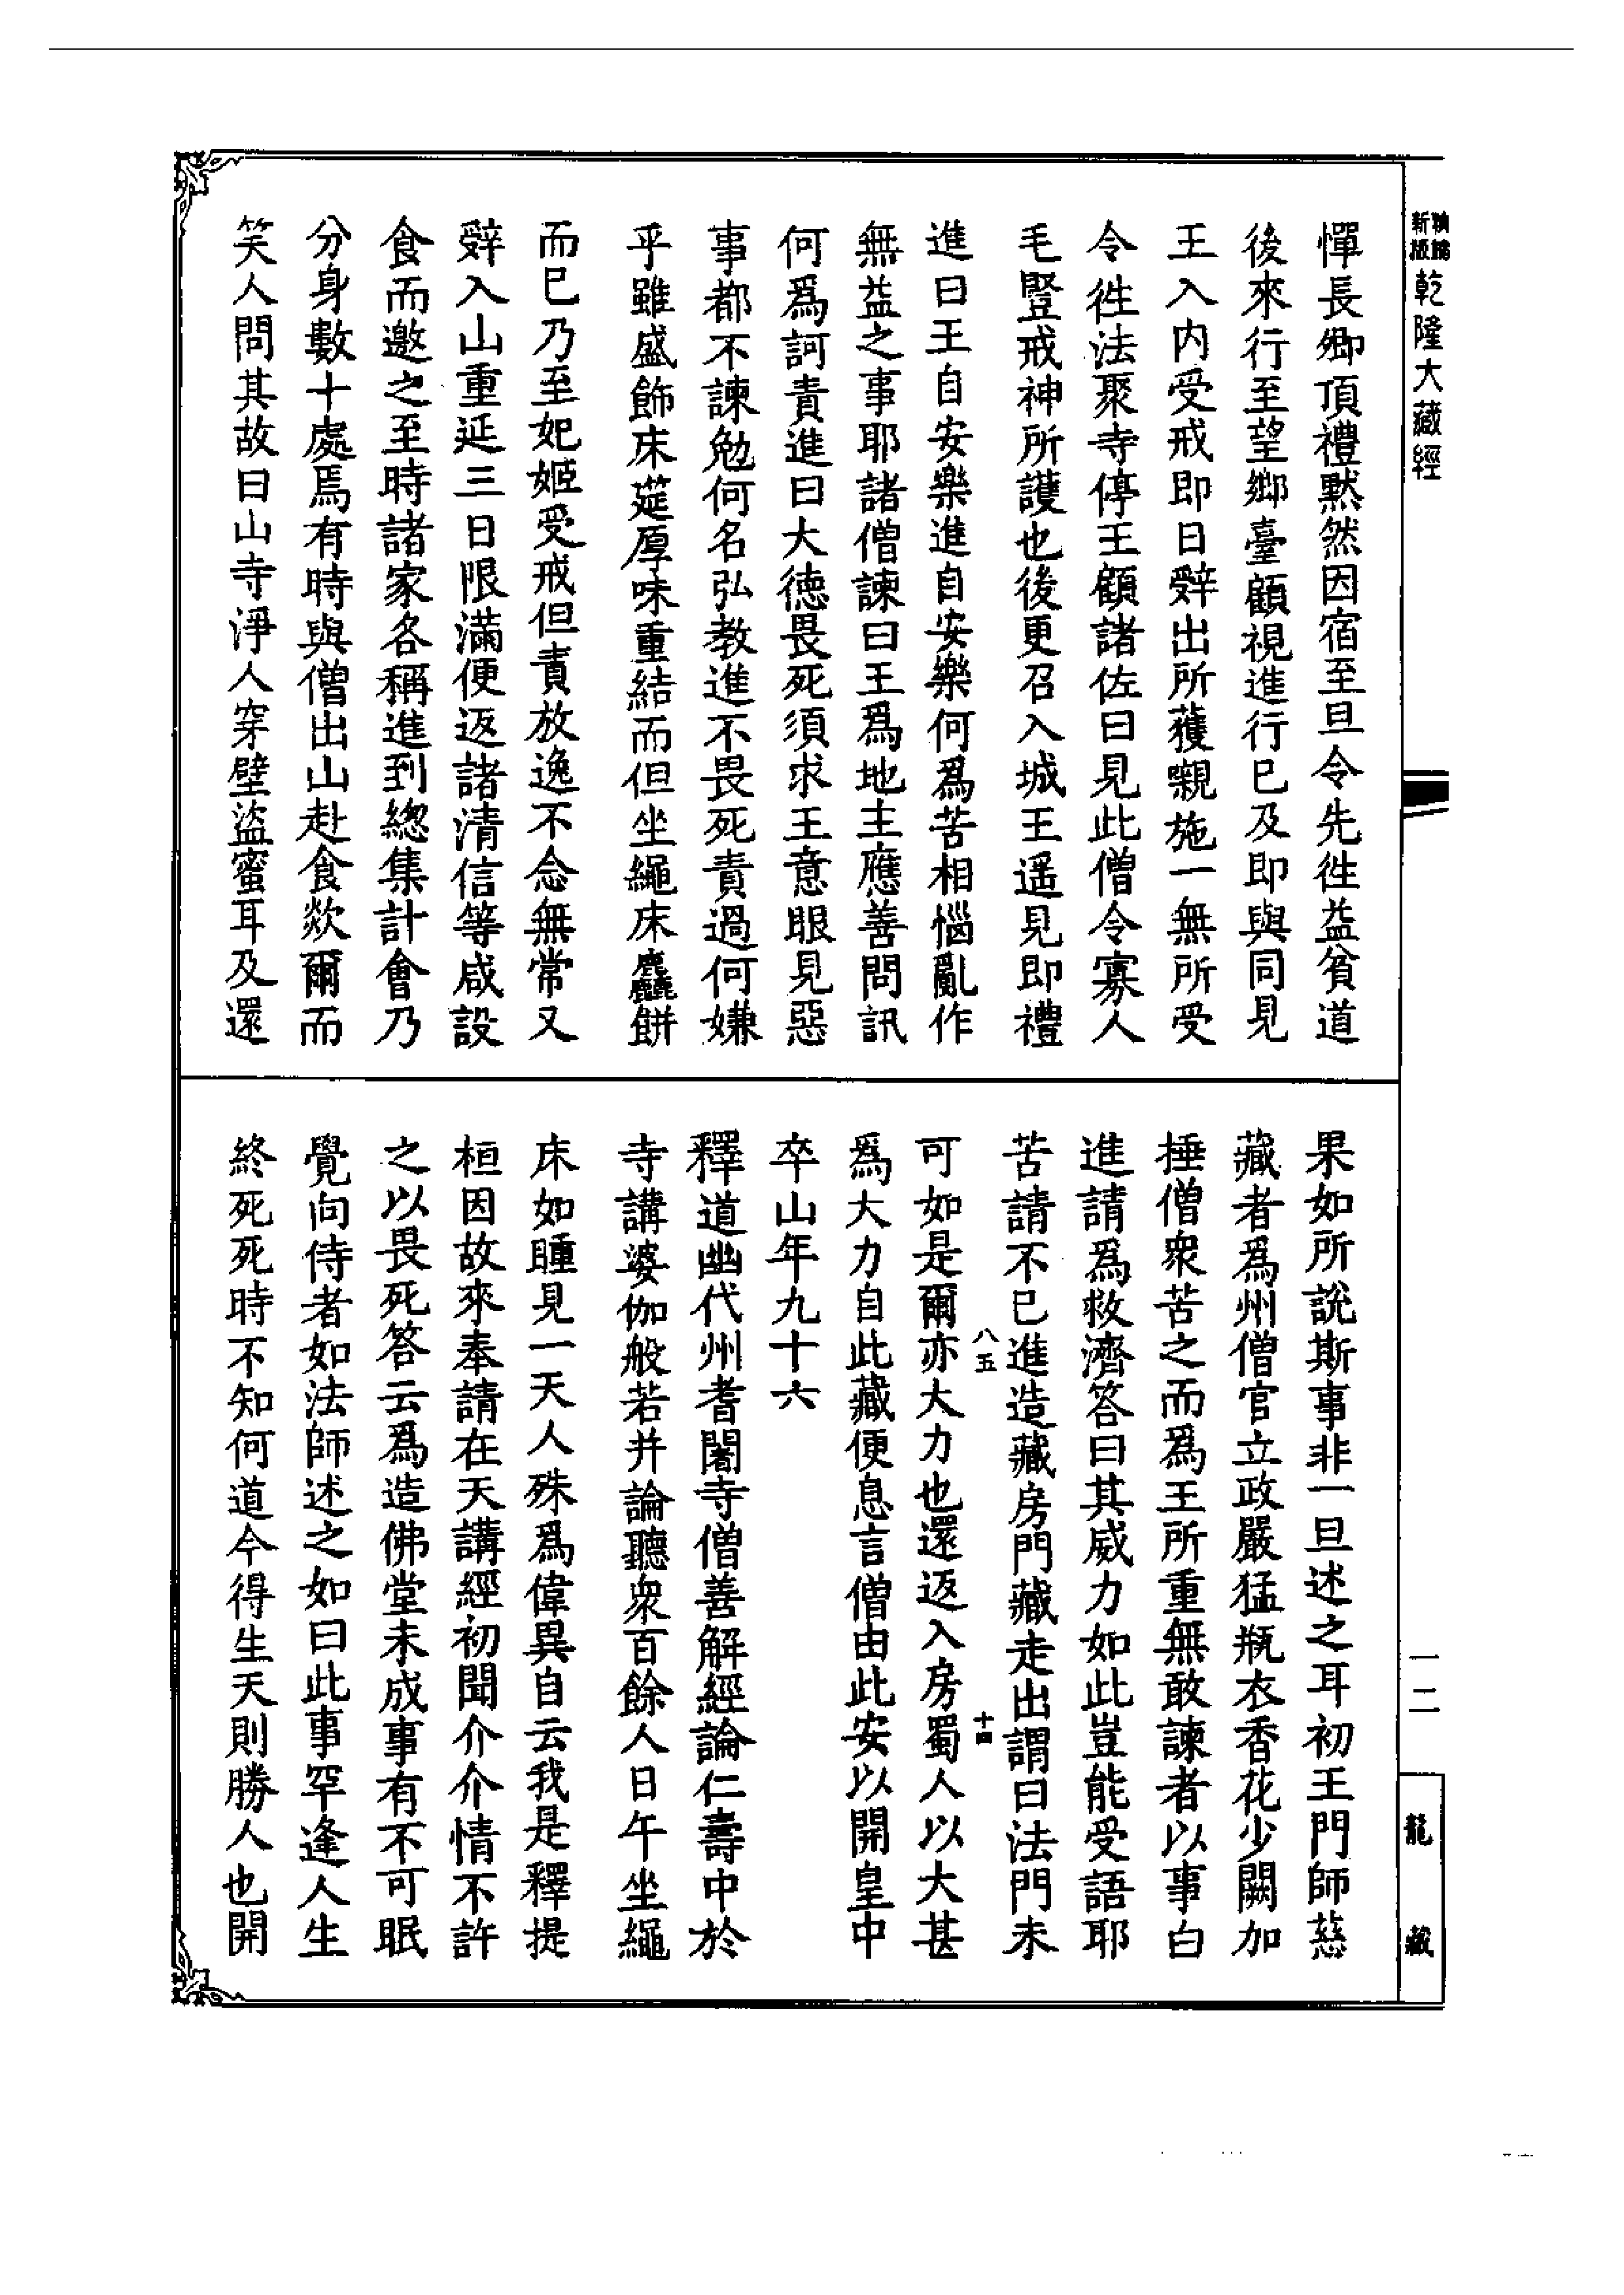 新版
乾隆大藏經
憚長卿頂禮黙然因宿至旦令先徃益貧道
後來行至望鄉臺顧視進行已及即與同見
王入内受戒即日辤出所獲嚫施一無所受
令徃法聚寺停王顧諸佐曰見此僧令寡人
毛豎戒神所護也後更召入城王遥見即禮
進曰王自安樂進自安樂何爲苦相惱亂作
無益之事耶諸僧諫曰王爲地主應善問訊
何爲訶責進曰大德畏死須求王意眼見惡
事都不諫勉何名弘教進不畏死責過何嫌
乎雖盛飾床筵厚味重結而但坐繩床麤餅
而已乃至妃姬受戒但責放逸不念無常又
辤入山重延三日限滿便返諸清信等咸設
食而邀之至時諸家各稱進到緫集計會乃
分身數十處焉有時與僧出山赴食欻爾而
笑人問其故曰山寺淨人穿壁盜蜜耳及還
果如所說斯事非一旦述之耳初王門師慈
藏者爲州僧官立政嚴猛瓶衣香花少闕加
捶僧衆苦之而爲王所重無敢諫者以事白
進請爲救濟答曰其威力如此豈能受語耶
苦請不已進造藏房門藏走出謂曰法門未
八五
十四
可如是爾亦大力也還返入房蜀人以大甚
爲大力自此藏便息言僧由此安以開皇中
卒山年九十六
釋道幽代州耆闍寺僧善解經論仁壽中於
寺講婆伽般若并論聽衆百餘人日午坐繩
床如睡見一天人殊爲偉異自云我是釋提
桓因故來奉請在天講經初聞介介情不許
之以畏死答云爲造佛堂未成事有不可眠
覺向侍者如法師述之如曰此事罕逢人生
終死死時不知何道今得生天則勝人也開
一二
龍藏